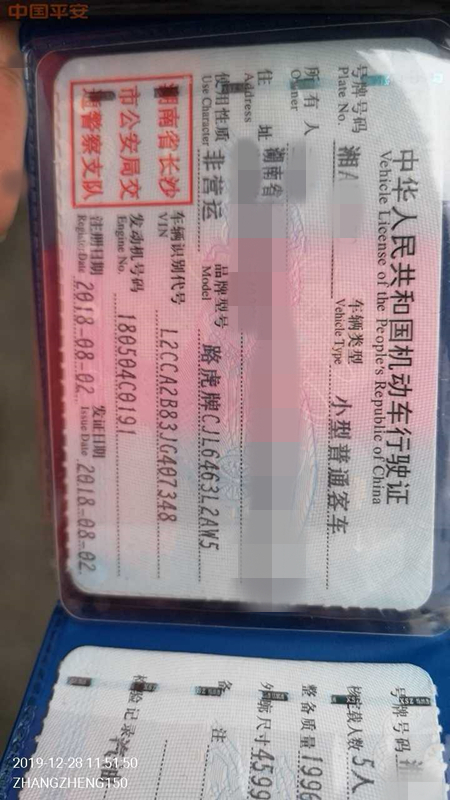 中国平安
中华人民共和国机动车行驶证
Vehicle License of the People's Republic of China
号牌号码 湘A 车辆类型 小型普通客车
Plate No. Vehicle Type
所有人
Owner
住址 湖南省
Address
使用性质 非营运 品牌型号 路虎牌CJL6463L2AW5
Use Character Model
湖南省长沙
市公安局交
通警察支队
车辆识别代号 L2CCA2B83JG407348
VIN
发动机号码 180504C0191
Engine No.
注册日期 2018-08-02 发证日期 2018-08-02
Register Date Issue Date
号牌号码
核定载人数 5人
整备质量 1996
外廓尺寸 4599
备 注
检验记录
2019-12-28 11:51:50
ZHANGZHENG150